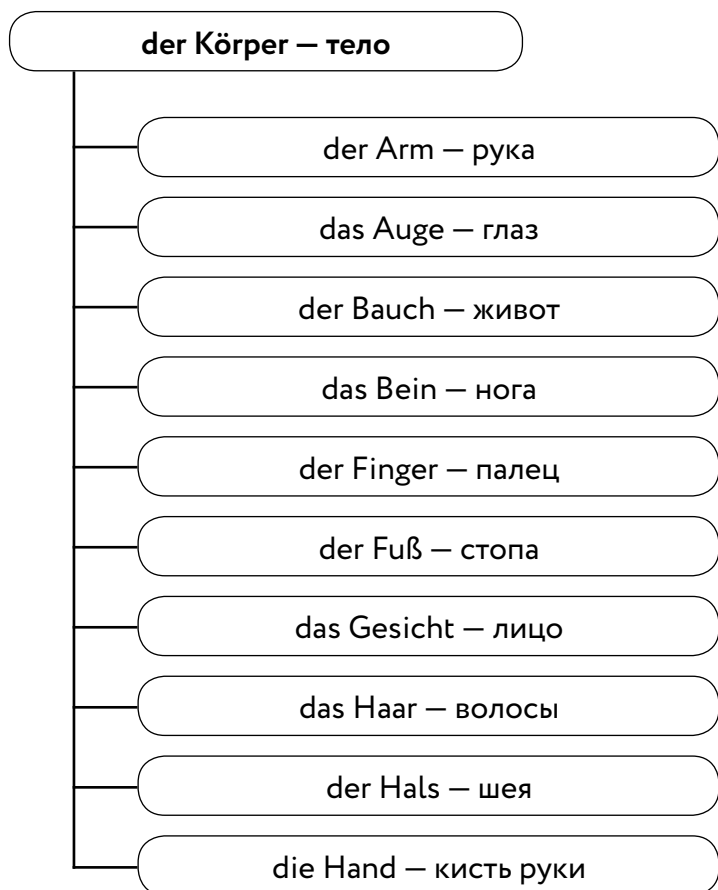 der Körper — тело
der Arm — рука
das Auge — глаз
der Bauch — живот
das Bein — нога
der Finger — палец
der Fuß — стопа
das Gesicht — лицо
das Haar — волосы
der Hals — шея
die Hand — кисть руки